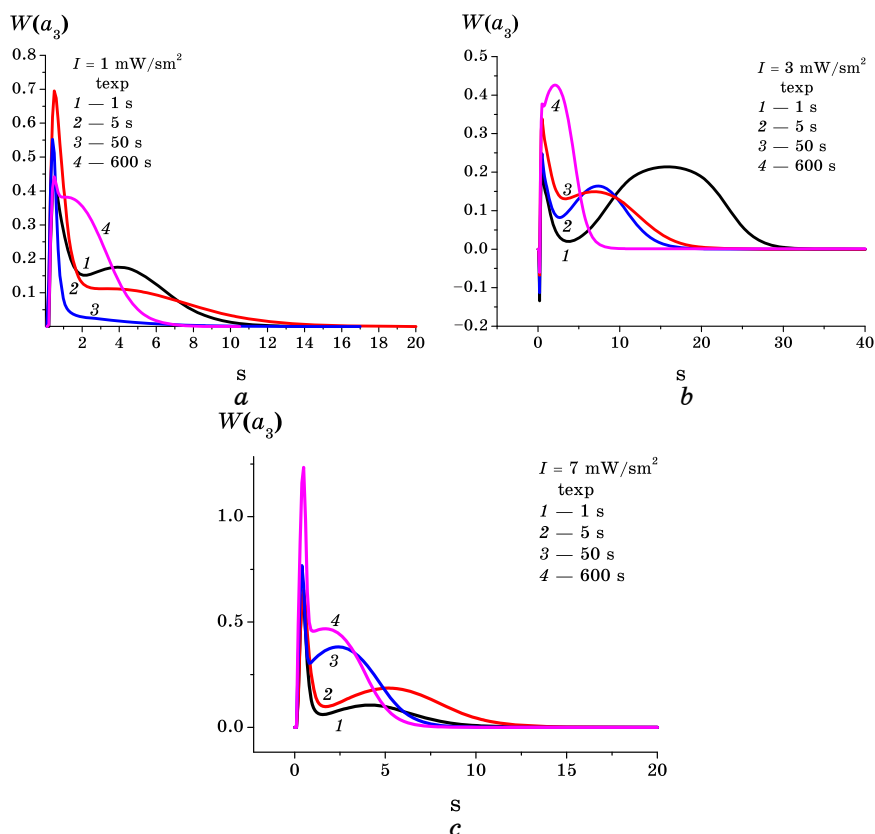 W(a₃)
I = 1 mW/sm²
texp
1 — 1 s
2 — 5 s
3 — 50 s
4 — 600 s
0.8
0.7
0.6
0.5
0.4
0.3
0.2
0.1
1
2
3
4
2 4 6 8 10 12 14 16 18 20
s
a
W(a₃)
I = 3 mW/sm²
texp
1 — 1 s
2 — 5 s
3 — 50 s
4 — 600 s
0.5
0.4
0.3
0.2
0.1
0.0
−0.1
−0.2
4
3
2
1
0 10 20 30 40
s
b
W(a₃)
I = 7 mW/sm²
texp
1 — 1 s
2 — 5 s
3 — 50 s
4 — 600 s
1.0
0.5
0.0
4
3
2
1
0 5 10 15 20
s
c